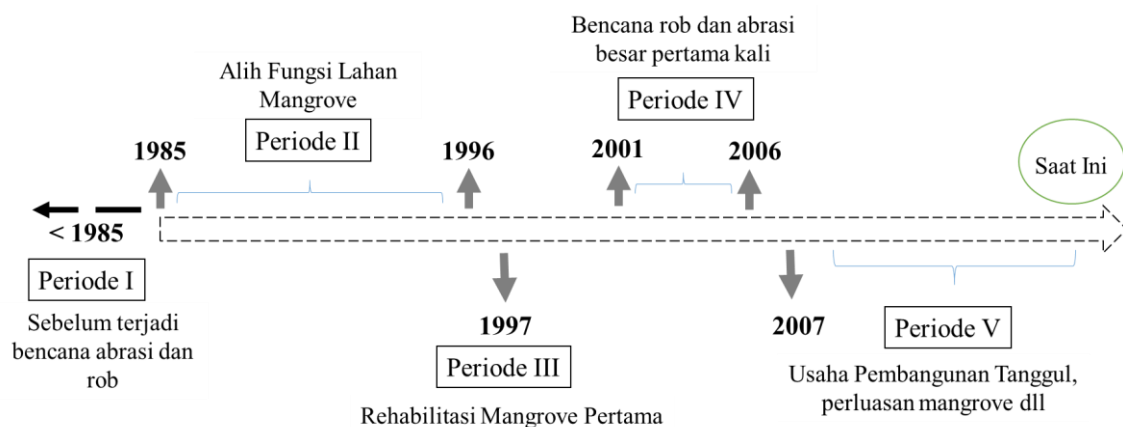 Bencana rob dan abrasi
besar pertama kali
Alih Fungsi Lahan
Mangrove
Periode IV
Periode II
1985
1996
2001
2006
Saat Ini
< 1985
Periode I
Sebelum terjadi
bencana abrasi dan
rob
1997
Periode III
Rehabilitasi Mangrove Pertama
2007
Periode V
Usaha Pembangunan Tanggul,
perluasan mangrove dll